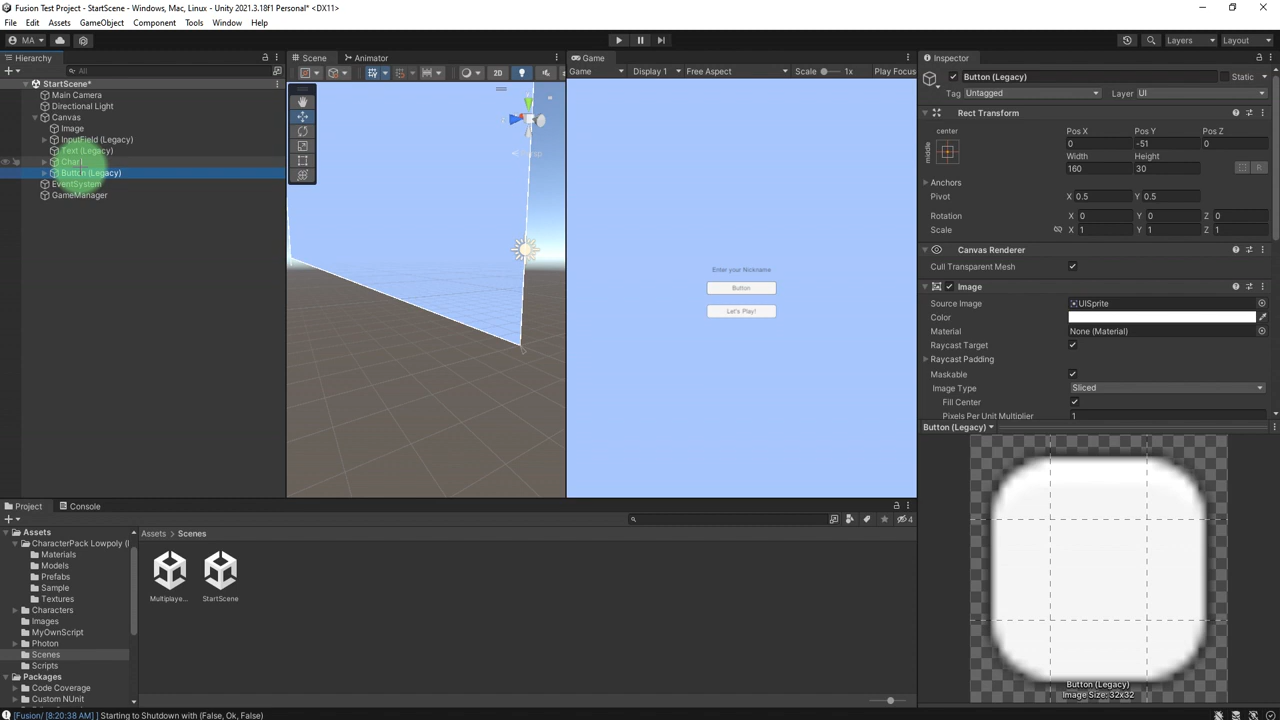 Fusion Test Project - StartScene - Windows, Mac, Linux - Unity 2021.3.18f1 Personal* <DX11>
File Edit Assets GameObject Component Tools Window Help
MA
Layers
Layout
Hierarchy
All
StartScene*
Main Camera
Directional Light
Canvas
Image
InputField (Legacy)
Text (Legacy)
Button (Legacy)
EventSystem
GameManager
Scene
Animator
2D
Persp
Game
Game
Display 1
Free Aspect
Scale
1x
Play Focus
Enter your Nickname
Button
Let's Play!
Inspector
Button (Legacy)
Static
Tag Untagged
Layer UI
Rect Transform
center
middle
Pos X Pos Y Pos Z
0 -51 0
Width Height
160 30
R
Anchors
Pivot X 0.5 Y 0.5
Rotation X 0 Y 0 Z 0
Scale X 1 Y 1 Z 1
Canvas Renderer
Cull Transparent Mesh
Image
Source Image UISprite
Color
Material None (Material)
Raycast Target
Raycast Padding
Maskable
Image Type Sliced
Fill Center
Pixels Per Unit Multiplier 1
Button (Legacy)
Button (Legacy)
Image Size: 32x32
Project
Console
4
Assets
CharacterPack Lowpoly (
Materials
Models
Prefabs
Sample
Textures
Characters
Images
MyOwnScript
Photon
Scenes
Scripts
Packages
Code Coverage
Custom NUnit
Assets > Scenes
Multiplaye...
StartScene
[Fusion/ 8:20:38 AM ] Starting to Shutdown with (False, Ok, False)